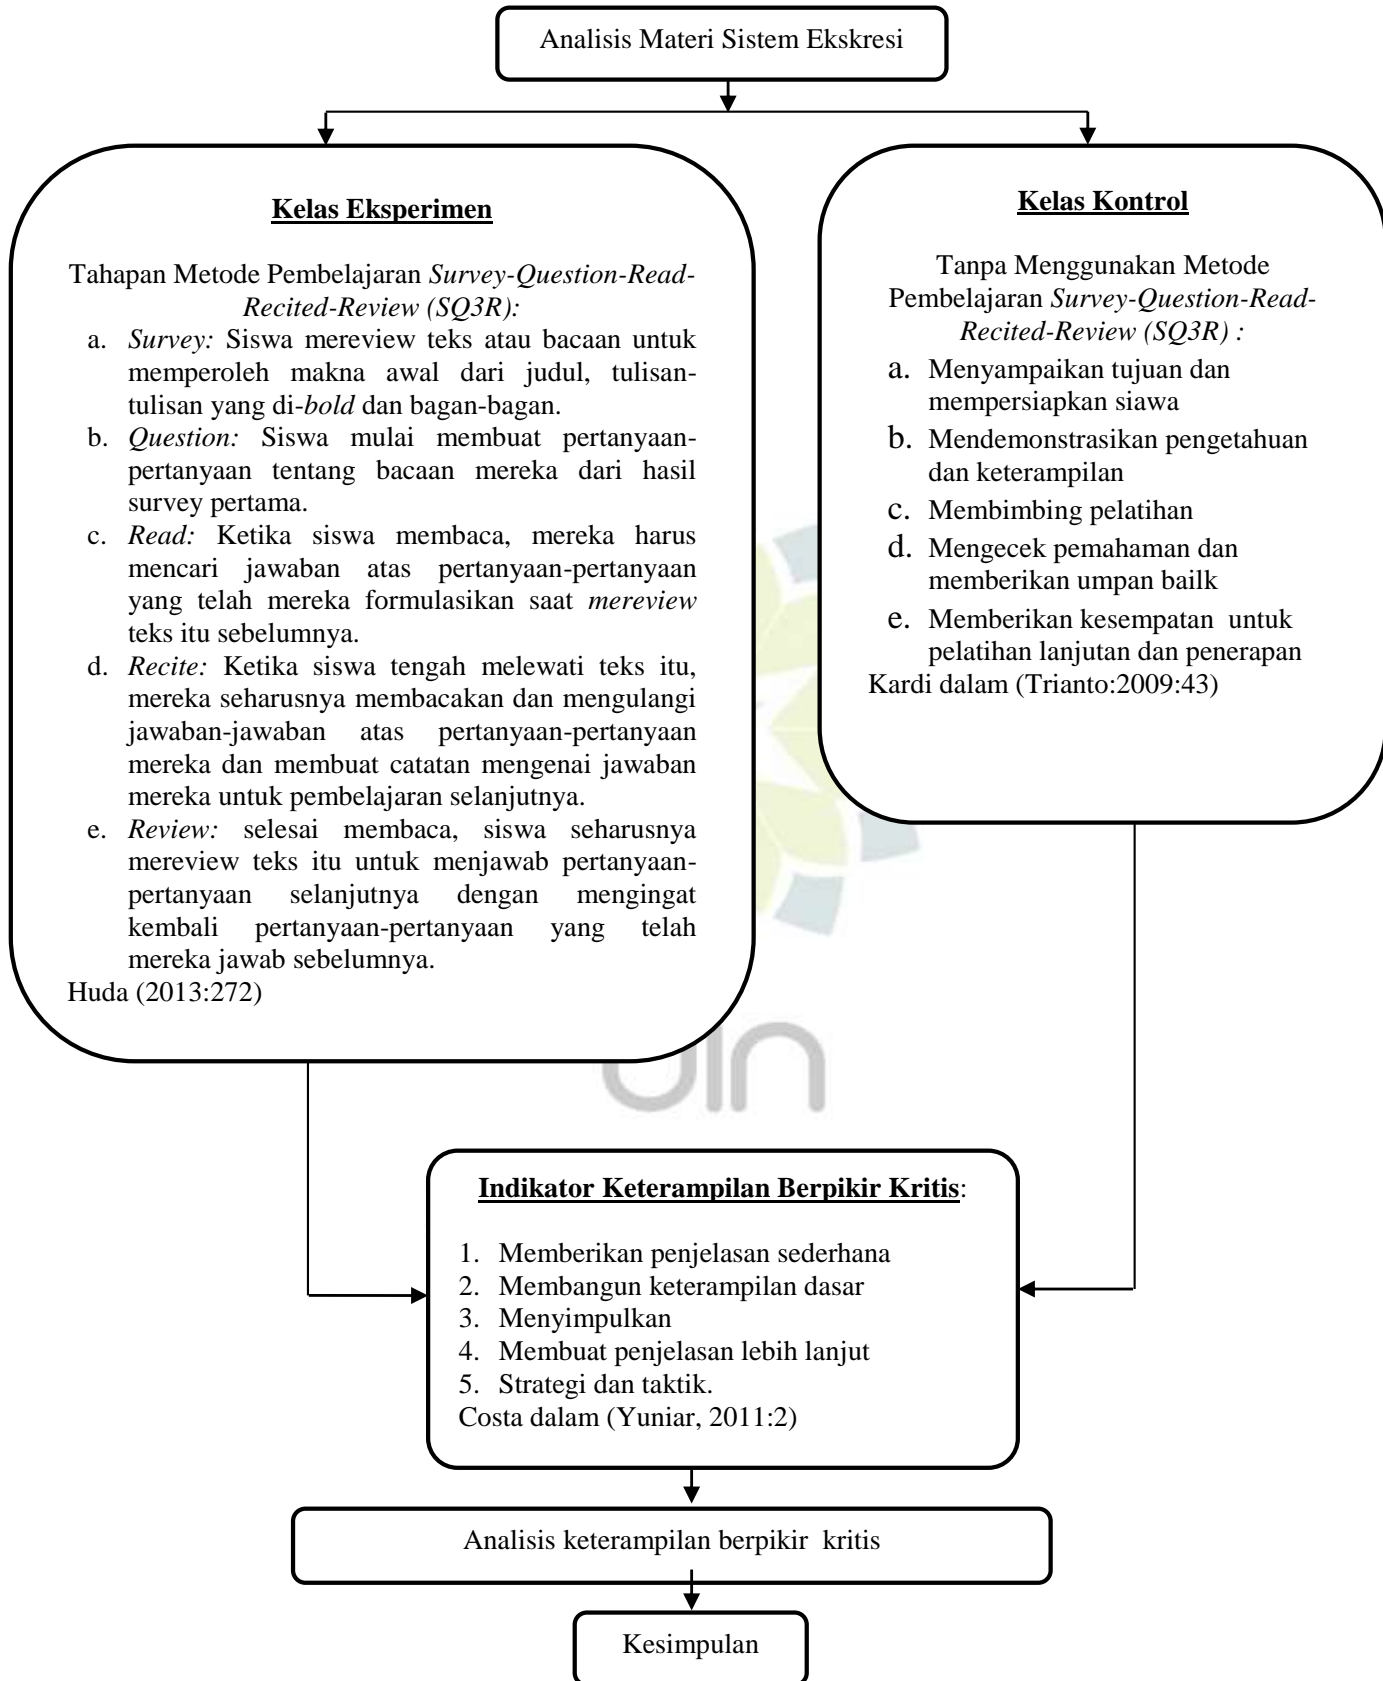 Analisis Materi Sistem Ekskresi
Kelas Eksperimen
Tahapan Metode Pembelajaran Survey-Question-Read-
Recited-Review (SQ3R):
a. Survey: Siswa mereview teks atau bacaan untuk
memperoleh makna awal dari judul, tulisan-
tulisan yang di-bold dan bagan-bagan.
b. Question: Siswa mulai membuat pertanyaan-
pertanyaan tentang bacaan mereka dari hasil
survey pertama.
c. Read: Ketika siswa membaca, mereka harus
mencari jawaban atas pertanyaan-pertanyaan
yang telah mereka formulasikan saat mereview
teks itu sebelumnya.
d. Recite: Ketika siswa tengah melewati teks itu,
mereka seharusnya membacakan dan mengulangi
jawaban-jawaban atas pertanyaan-pertanyaan
mereka dan membuat catatan mengenai jawaban
mereka untuk pembelajaran selanjutnya.
e. Review: selesai membaca, siswa seharusnya
mereview teks itu untuk menjawab pertanyaan-
pertanyaan selanjutnya dengan mengingat
kembali pertanyaan-pertanyaan yang telah
mereka jawab sebelumnya.
Huda (2013:272)
Kelas Kontrol
Tanpa Menggunakan Metode
Pembelajaran Survey-Question-Read-
Recited-Review (SQ3R) :
a. Menyampaikan tujuan dan
mempersiapkan siawa
b. Mendemonstrasikan pengetahuan
dan keterampilan
c. Membimbing pelatihan
d. Mengecek pemahaman dan
memberikan umpan bailk
e. Memberikan kesempatan untuk
pelatihan lanjutan dan penerapan
Kardi dalam (Trianto:2009:43)
uin
Indikator Keterampilan Berpikir Kritis:
1. Memberikan penjelasan sederhana
2. Membangun keterampilan dasar
3. Menyimpulkan
4. Membuat penjelasan lebih lanjut
5. Strategi dan taktik.
Costa dalam (Yuniar, 2011:2)
Analisis keterampilan berpikir kritis
Kesimpulan